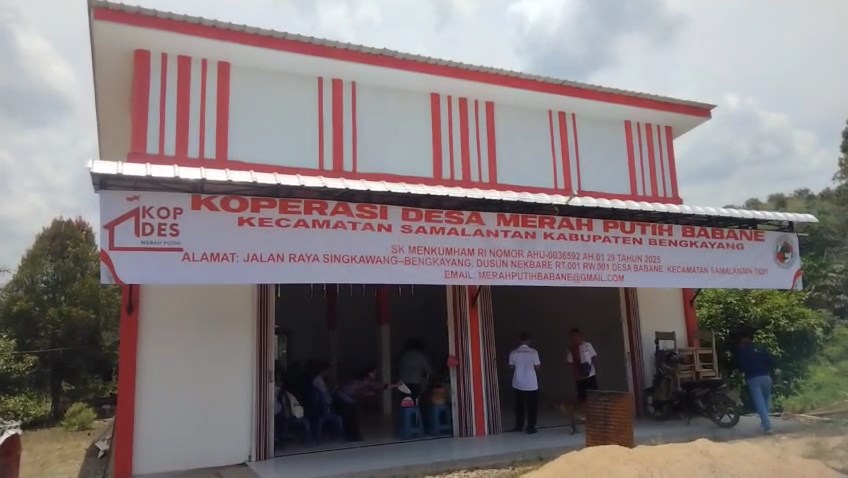 KOP
DES
MERAH PUTIH
KOPERASI DESA MERAH PUTIH BABANE
KECAMATAN SAMALANTAN KABUPATEN BENGKAYANG
SK MENKUMHAM RI NOMOR AHU-0036592 AH.01 29 TAHUN 2025
ALAMAT: JALAN RAYA SINGKAWANG–BENGKAYANG, DUSUN NEKBARE RT,001 RW.001 DESA BABANE, KECAMATAN SAMALANTAN
EMAIL: MERAHPUTIHBABANE@GMAIL.COM